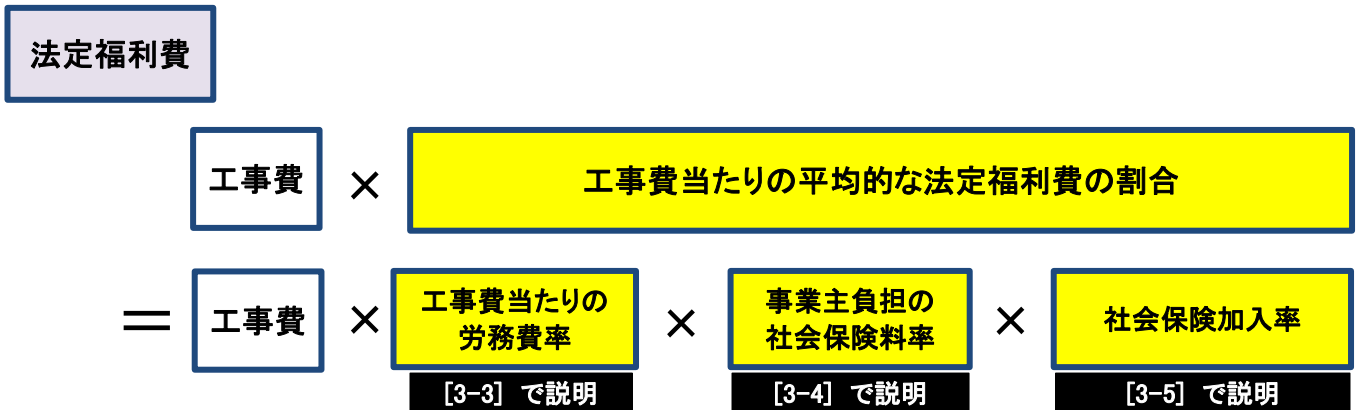 法定福利費
工事費 × 工事費当たりの平均的な法定福利費の割合
＝ 工事費 × 工事費当たりの
労務費率 × 事業主負担の
社会保険料率 × 社会保険加入率
[3-3] で説明 [3-4] で説明 [3-5] で説明